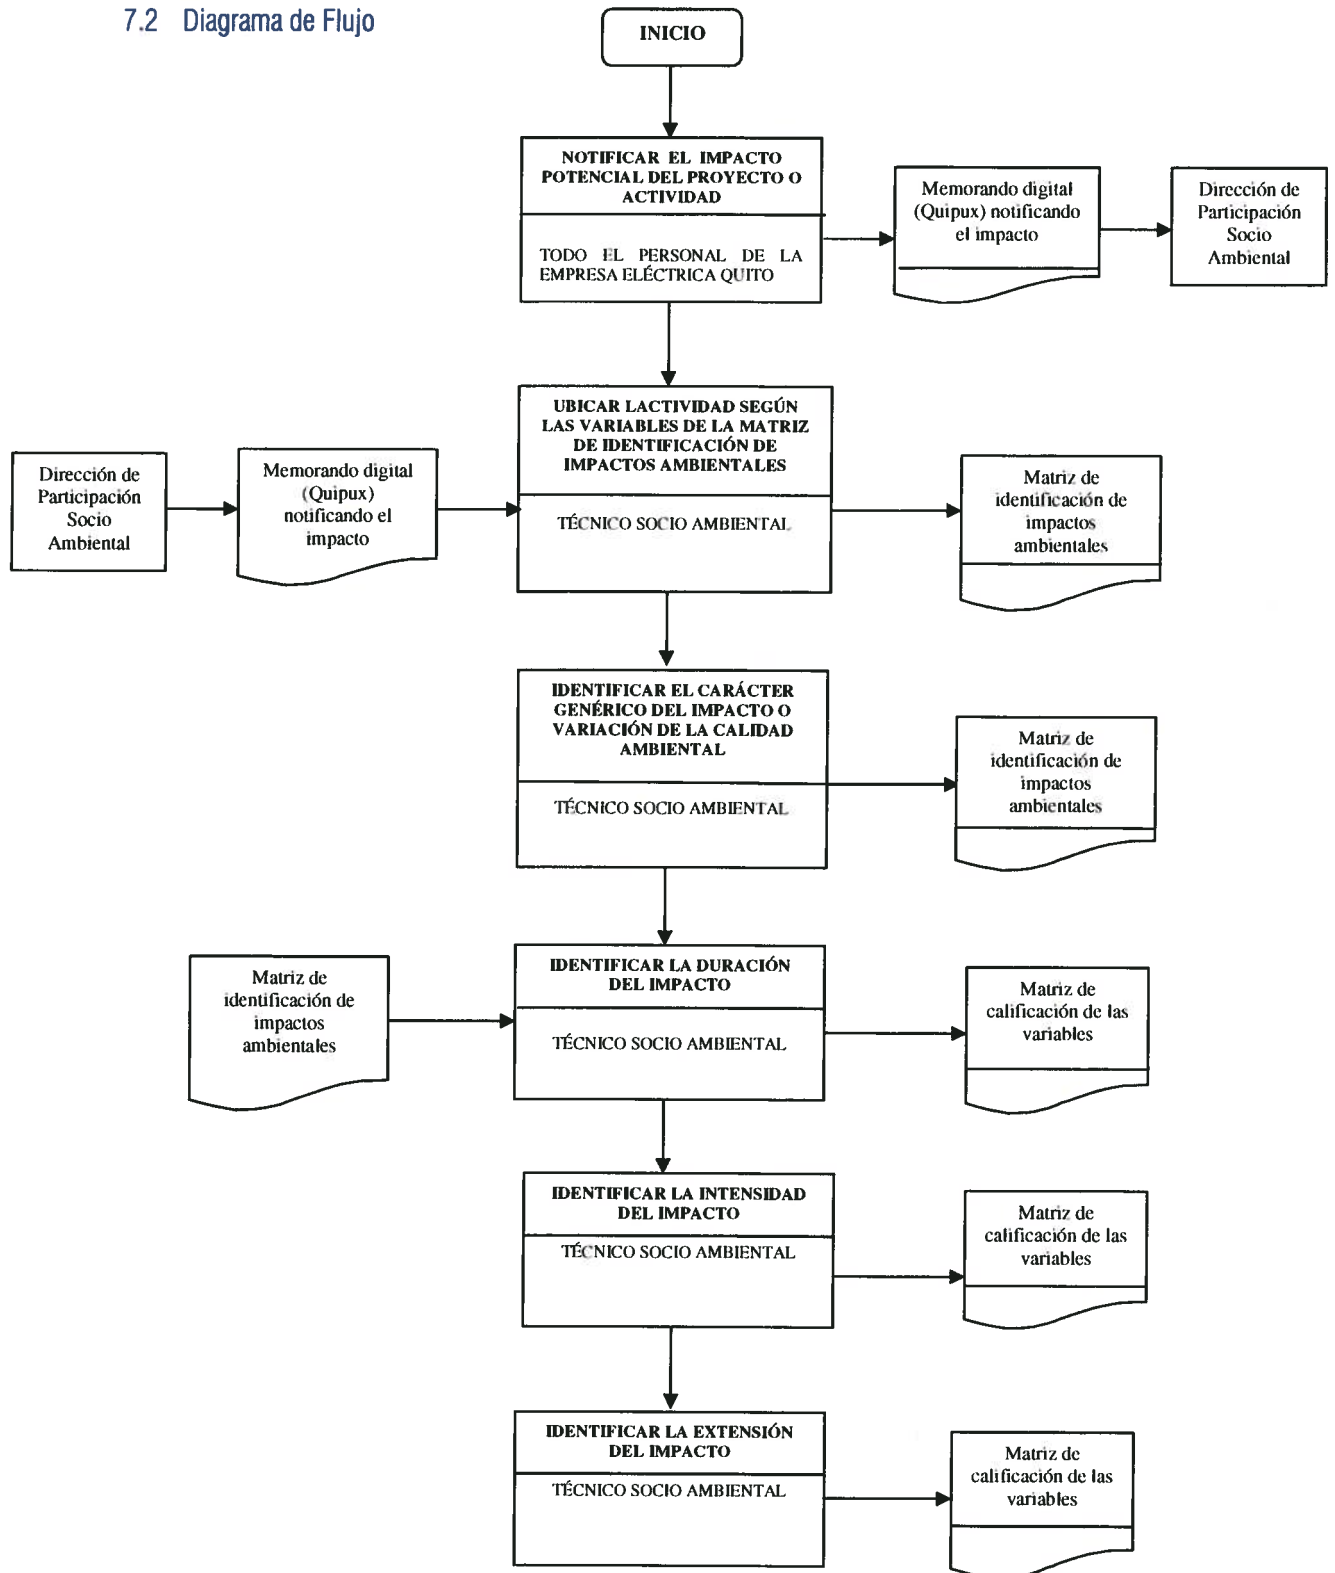 7.2 Diagrama de Flujo
INICIO
NOTIFICAR EL IMPACTO
POTENCIAL DEL PROYECTO O
ACTIVIDAD
TODO EL PERSONAL DE LA
EMPRESA ELÉCTRICA QUITO
Memorando digital
(Quipux) notificando
el impacto
Dirección de
Participación
Socio
Ambiental
Dirección de
Participación
Socio
Ambiental
Memorando digital
(Quipux)
notificando el
impacto
UBICAR LACTIVIDAD SEGÚN
LAS VARIABLES DE LA MATRIZ
DE IDENTIFICACIÓN DE
IMPACTOS AMBIENTALES
TÉCNICO SOCIO AMBIENTAL
Matriz de
identificación de
impactos
ambientales
IDENTIFICAR EL CARÁCTER
GENÉRICO DEL IMPACTO O
VARIACIÓN DE LA CALIDAD
AMBIENTAL
TÉCNICO SOCIO AMBIENTAL
Matriz de
identificación de
impactos
ambientales
Matriz de
identificación de
impactos
ambientales
IDENTIFICAR LA DURACIÓN
DEL IMPACTO
TÉCNICO SOCIO AMBIENTAL
Matriz de
calificación de las
variables
IDENTIFICAR LA INTENSIDAD
DEL IMPACTO
TÉCNICO SOCIO AMBIENTAL
Matriz de
calificación de las
variables
IDENTIFICAR LA EXTENSIÓN
DEL IMPACTO
TÉCNICO SOCIO AMBIENTAL
Matriz de
calificación de las
variables